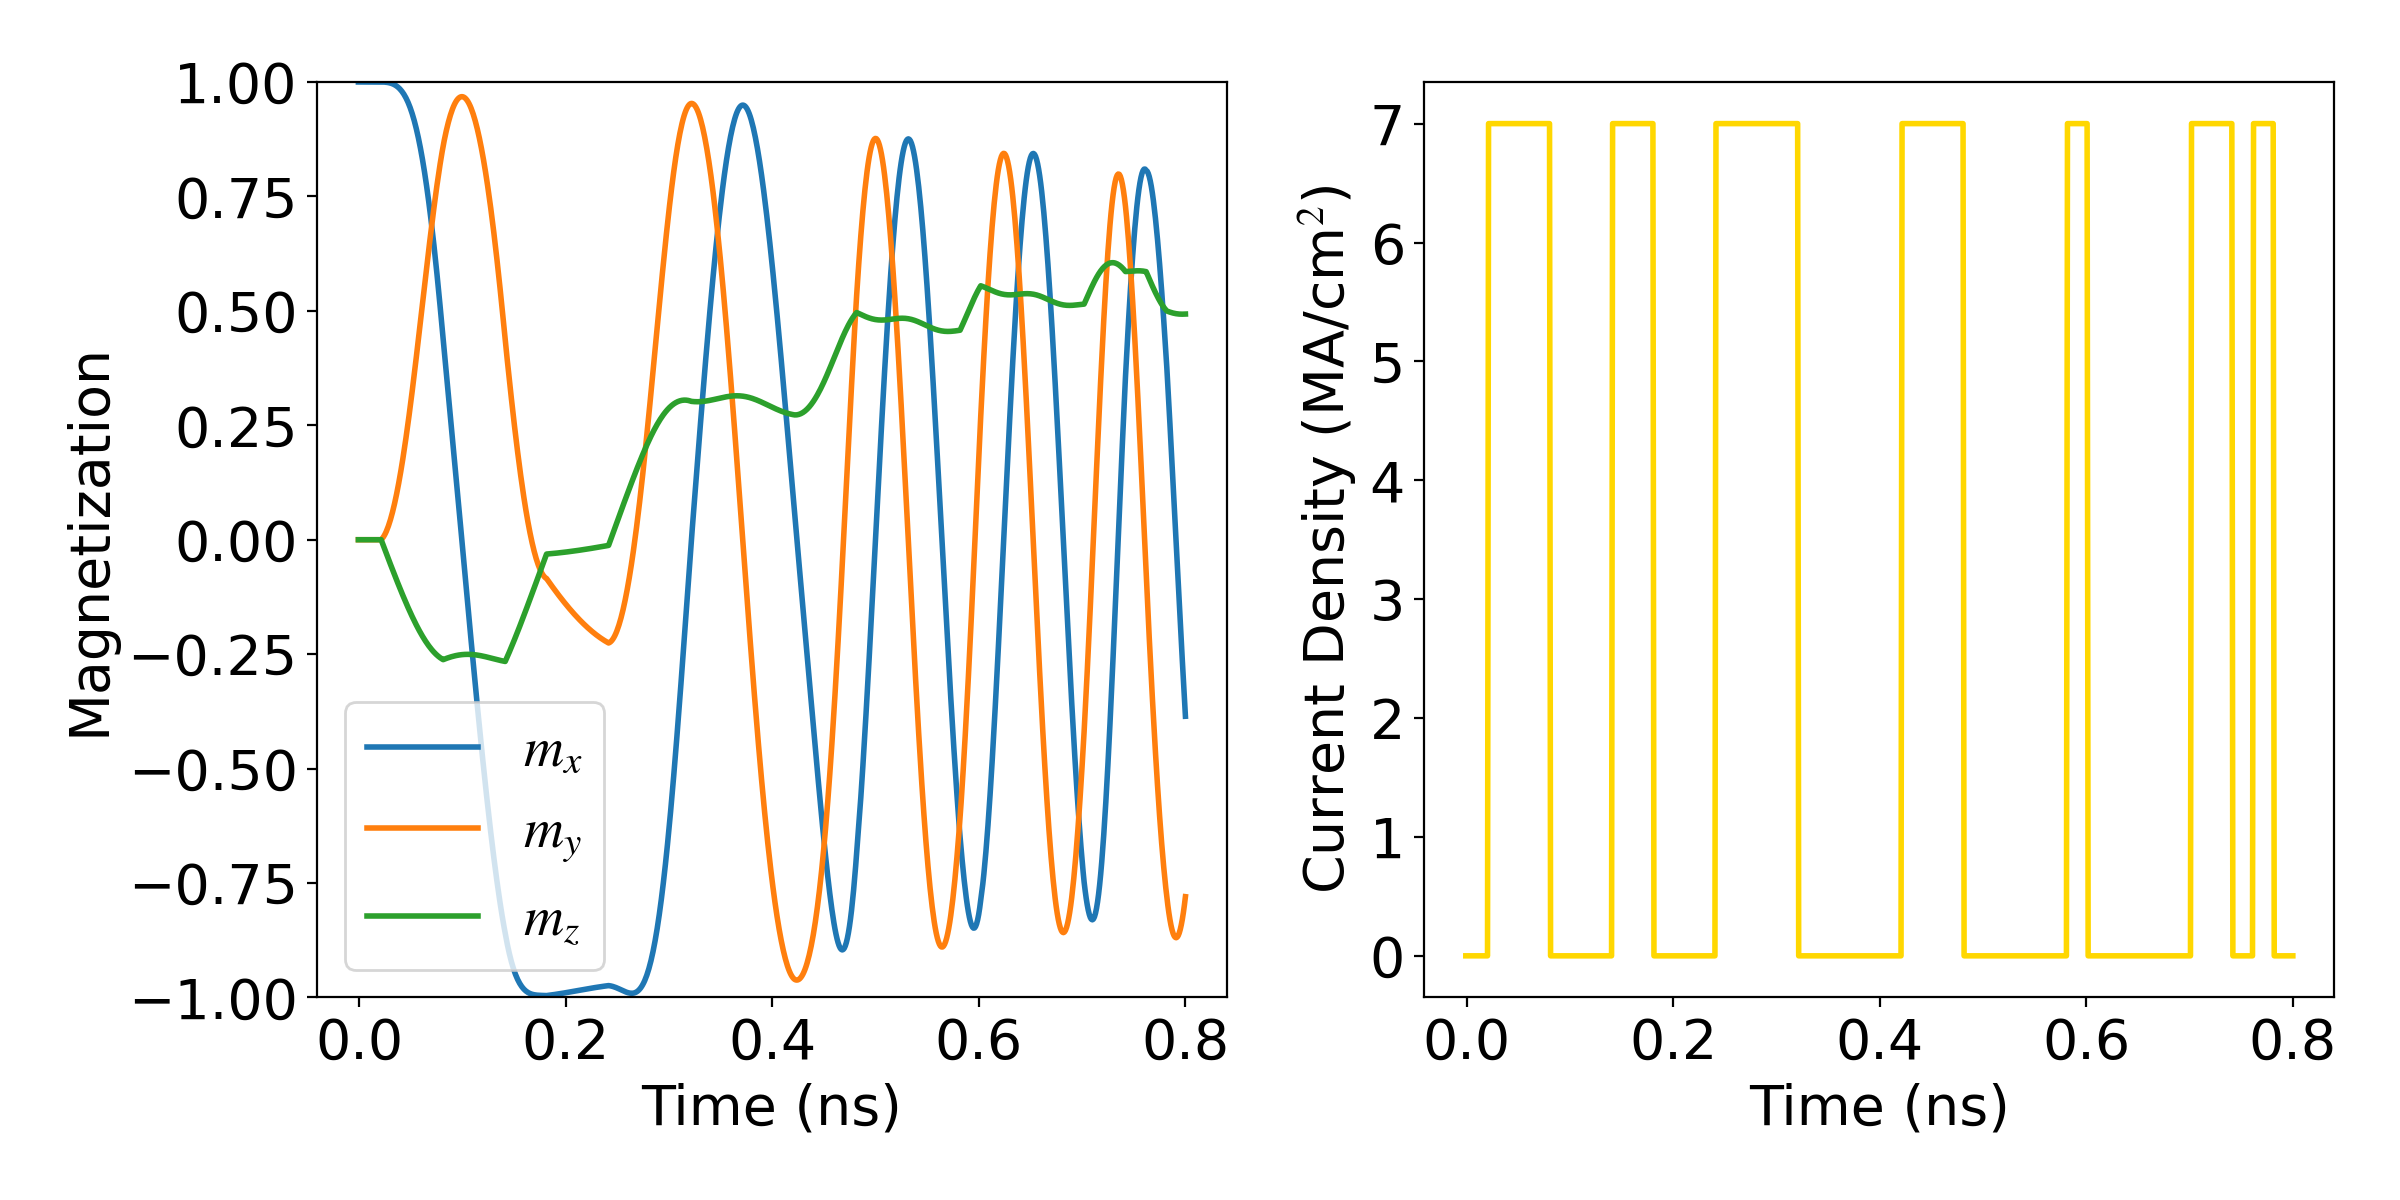 1.00
0.75
0.50
0.25
0.00
−0.25
−0.50
−0.75
−1.00
Magnetization
m_x
m_y
m_z
0.0 0.2 0.4 0.6 0.8
Time (ns)
7
6
5
4
3
2
1
0
Current Density (MA/cm²)
0.0 0.2 0.4 0.6 0.8
Time (ns)